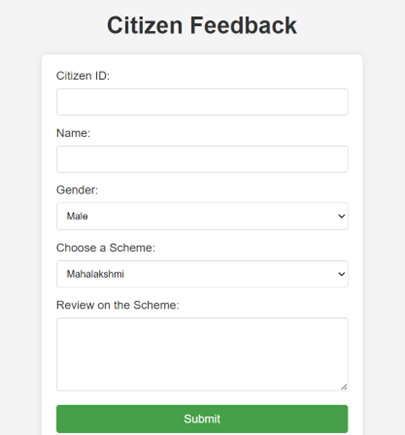 Citizen Feedback
Citizen ID:
Name:
Gender:
Male
Choose a Scheme:
Mahalakshmi
Review on the Scheme:
Submit